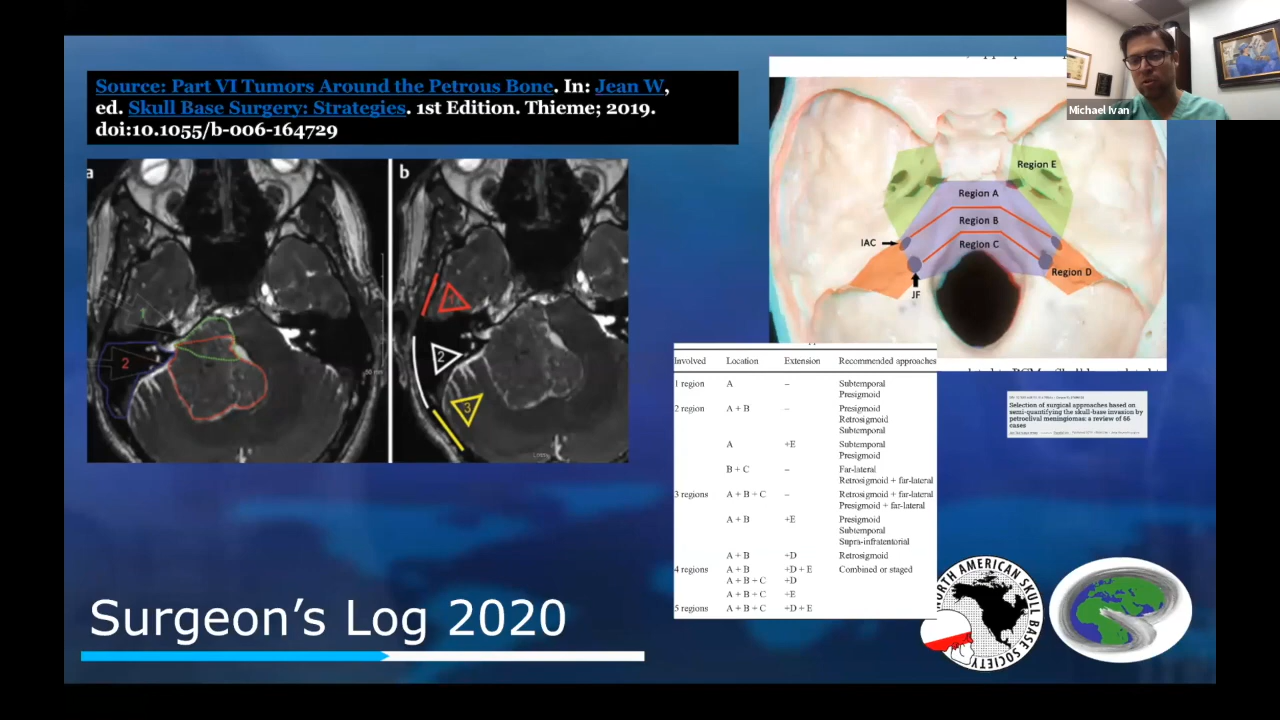 Source: Part VI Tumors Around the Petrous Bone. In: Jean W,
ed. Skull Base Surgery: Strategies. 1st Edition. Thieme; 2019.
doi:10.1055/b-006-164729
Michael Ivan
a
b
1
2
2
3
Region E
Region A
Region B
IAC
Region C
Region D
JF
Involved Location Extension Recommended approaches
1 region A – Subtemporal
Presigmoid
2 region A + B – Presigmoid
Retrosigmoid
Subtemporal
A +E Subtemporal
Presigmoid
B + C – Far-lateral
Retrosigmoid + far-lateral
3 regions A + B + C – Retrosigmoid + far-lateral
Presigmoid + far-lateral
A + B +E Presigmoid
Subtemporal
Supra-infratentorial
A + B +D Retrosigmoid
4 regions A + B +D + E Combined or staged
A + B + C +D
A + B + C +E
5 regions A + B + C +D + E
Selection of surgical approaches based on
semi-quantifying the skull-base invasion by
petroclival meningiomas: a review of 66
cases
Surgeon’s Log 2020
NORTH AMERICAN SKULL BASE SOCIETY